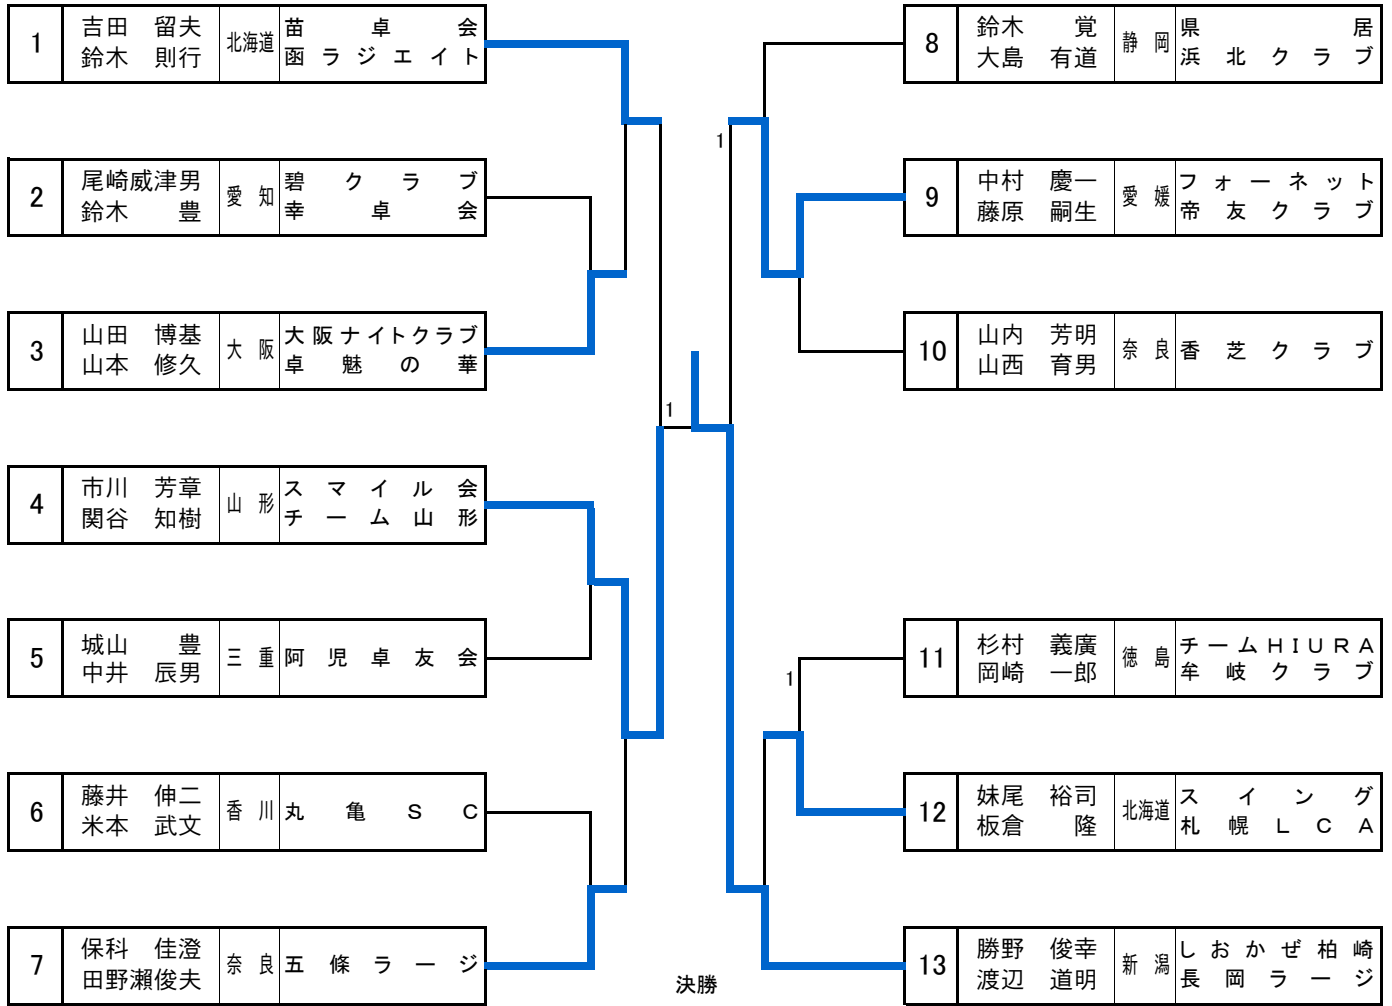 1 吉田 留夫 北海道 苗卓会
鈴木 則行 函ラジエイト
2 尾崎威津男 愛知 碧クラブ
鈴木 豊 幸卓会
3 山田 博基 大阪 大阪ナイトクラブ
山本 修久 卓魅の華
4 市川 芳章 山形 スマイル会
関谷 知樹 チーム山形
5 城山 豊 三重 阿児卓友会
中井 辰男
6 藤井 伸二 香川 丸亀SC
米本 武文
7 保科 佳澄 奈良 五條ラージ
田野瀬俊夫
8 鈴木 覚 静岡 県居
大島 有道 浜北クラブ
9 中村 慶一 愛媛 フォーネット
藤原 嗣生 帝友クラブ
10 山内 芳明 奈良 香芝クラブ
山西 育男
11 杉村 義廣 徳島 チームHIURA
岡崎 一郎 牟岐クラブ
12 妹尾 裕司 北海道 スイング
板倉 隆 札幌LCA
13 勝野 俊幸 新潟 しおかぜ柏崎
渡辺 道明 長岡ラージ
1
1
1
決勝